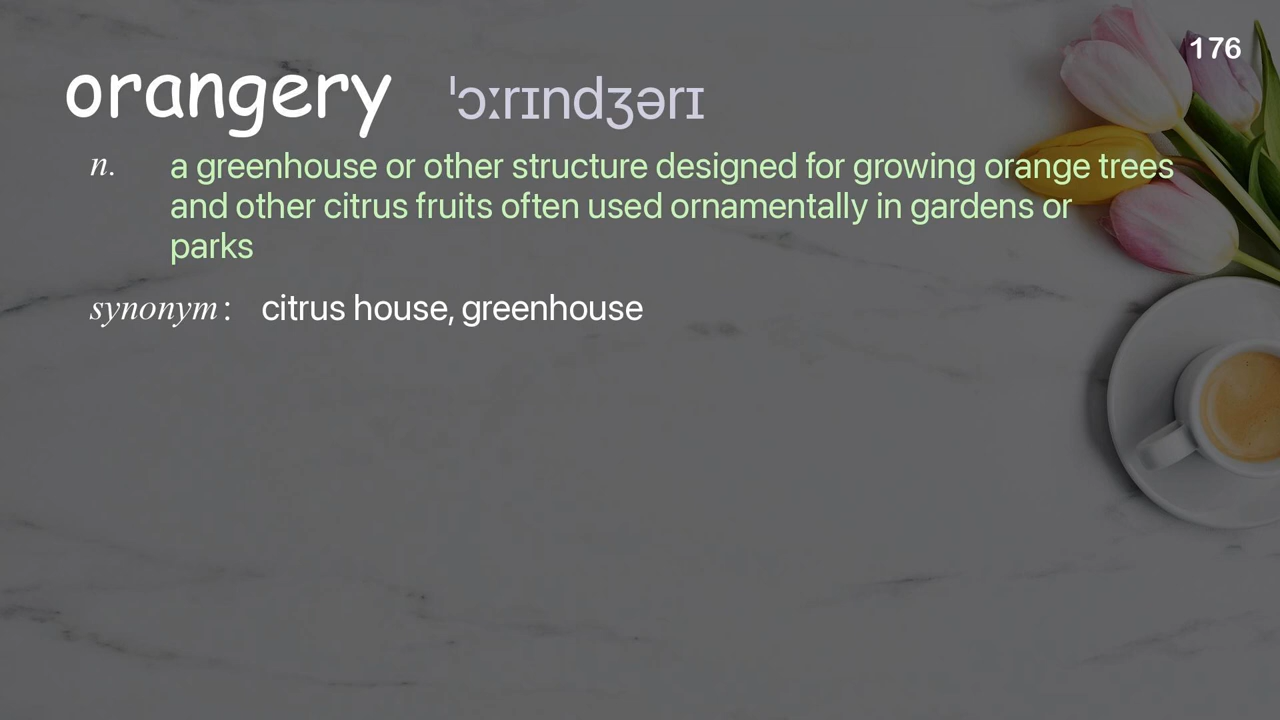 176
orangery ˈɔːrɪndʒərɪ
n. a greenhouse or other structure designed for growing orange trees
and other citrus fruits often used ornamentally in gardens or
parks
synonym: citrus house, greenhouse